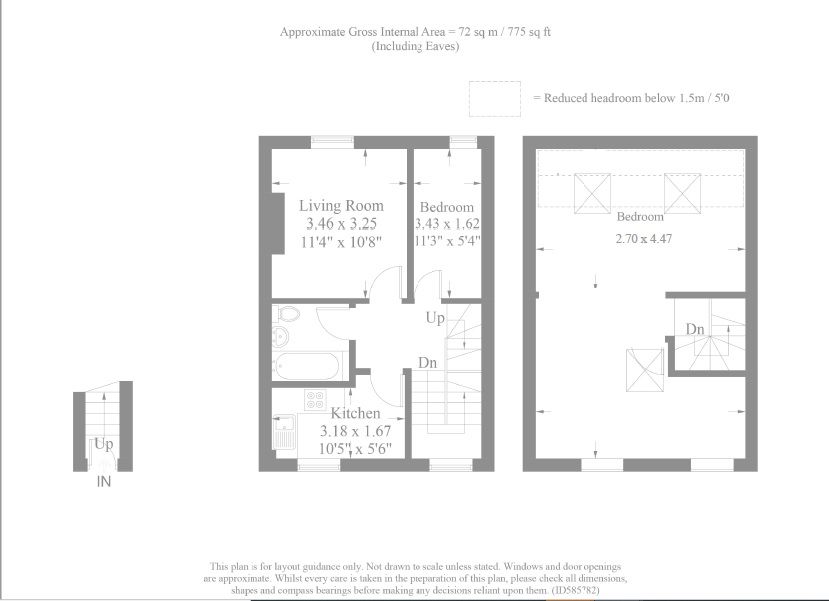 Approximate Gross Internal Area = 72 sq m / 775 sq ft
(Including Eaves)
= Reduced headroom below 1.5m / 5'0
Living Room
3.46 x 3.25
11'4" x 10'8"
Bedroom
3.43 x 1.62
11'3" x 5'4"
Bedroom
2.70 x 4.47
Up
Dn
Dn
Kitchen
3.18 x 1.67
10'5" x 5'6"
Up
IN
This plan is for layout guidance only. Not drawn to scale unless stated. Windows and door openings
are approximate. Whilst every care is taken in the preparation of this plan, please check all dimensions,
shapes and compass bearings before making any decisions reliant upon them. (ID585782)